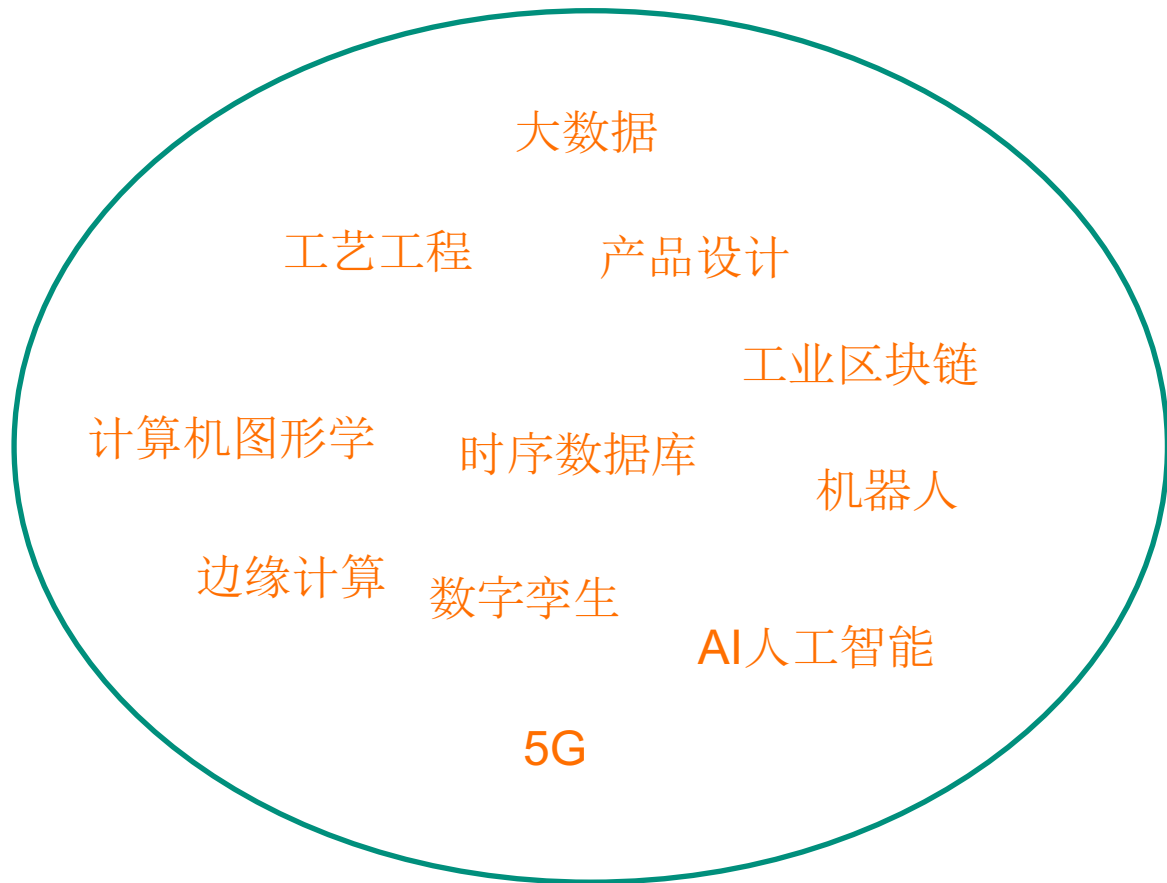 大数据
工艺工程
产品设计
工业区块链
计算机图形学
时序数据库
机器人
边缘计算
数字孪生
AI人工智能
5G